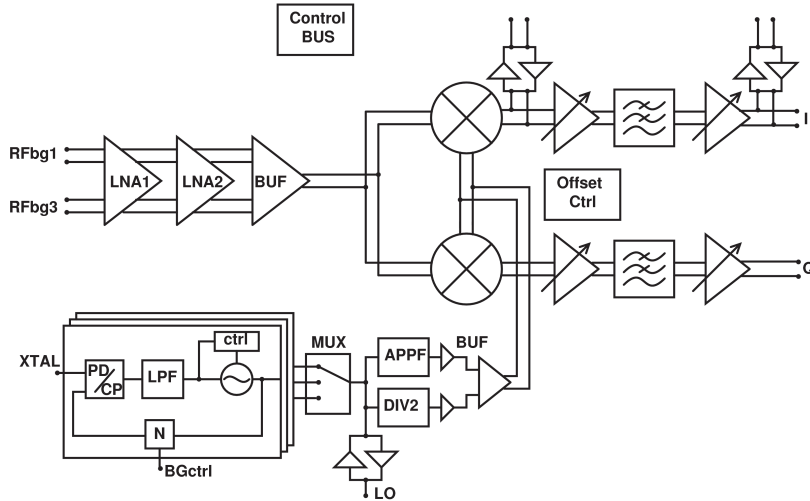 Control
BUS
RFbg1
RFbg3
LNA1
LNA2
BUF
I
Offset
Ctrl
Q
XTAL
PD
CP
LPF
ctrl
N
BGctrl
MUX
APPF
BUF
DIV2
LO